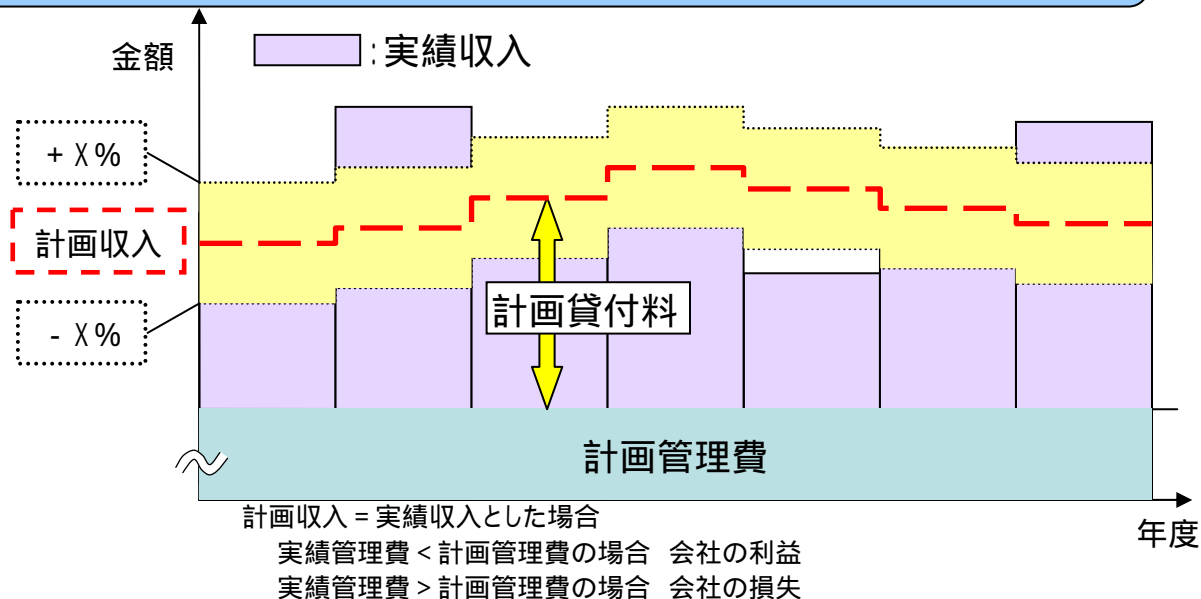 金額
：実績収入
+X%
計画収入
-X%
計画貸付料
計画管理費
年度
計画収入=実績収入とした場合
実績管理費<計画管理費の場合 会社の利益
実績管理費>計画管理費の場合 会社の損失